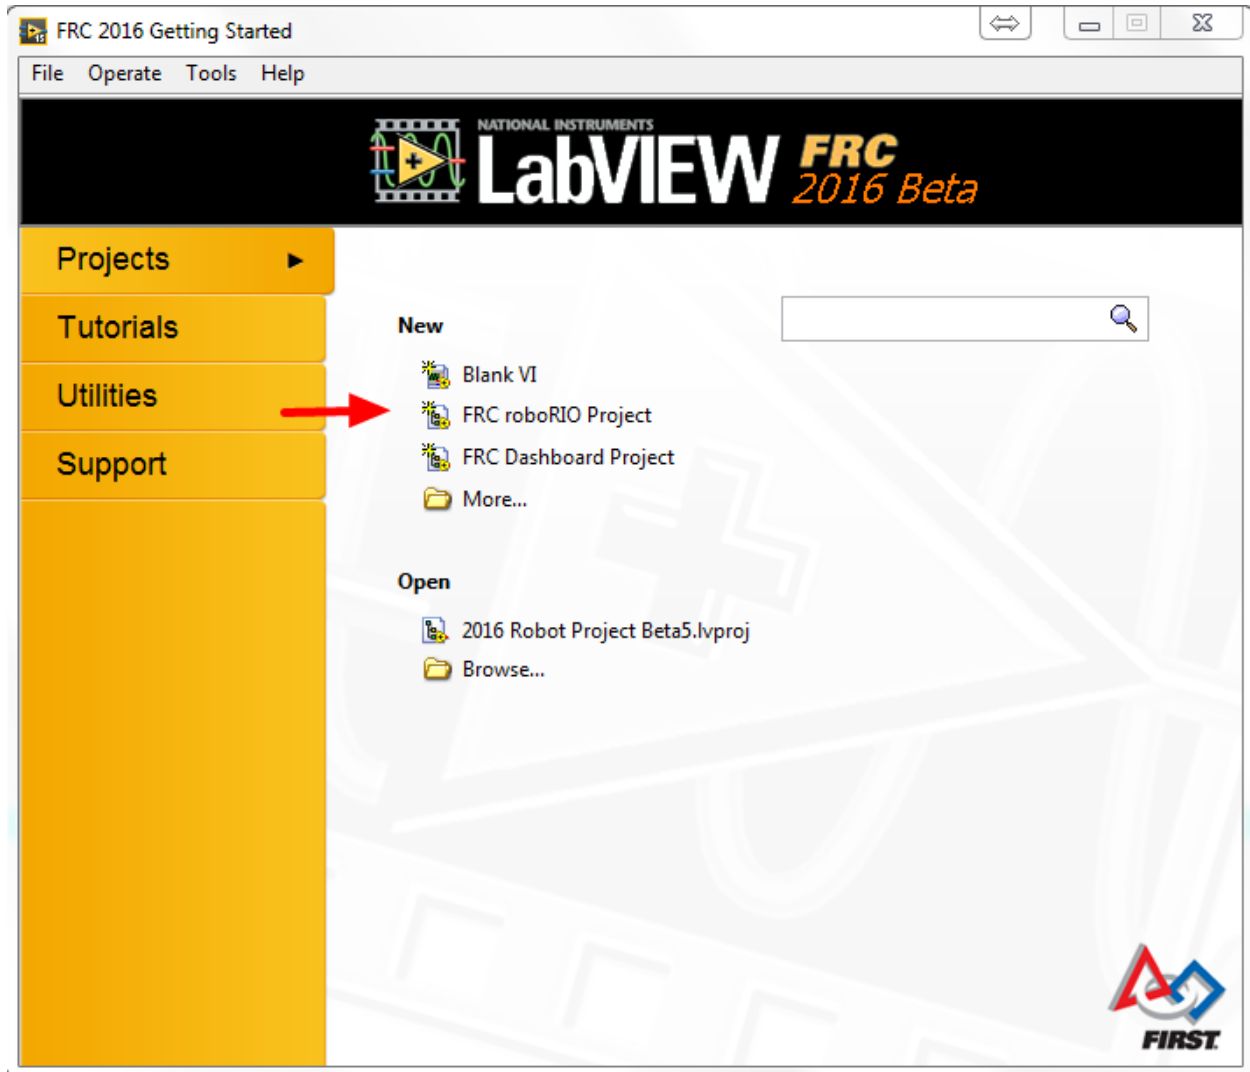 FRC 2016 Getting Started
File Operate Tools Help
NATIONAL INSTRUMENTS
LabVIEW FRC
2016 Beta
Projects
Tutorials
Utilities
Support
New
Blank VI
FRC roboRIO Project
FRC Dashboard Project
More...
Open
2016 Robot Project Beta5.lvproj
Browse...
FIRST